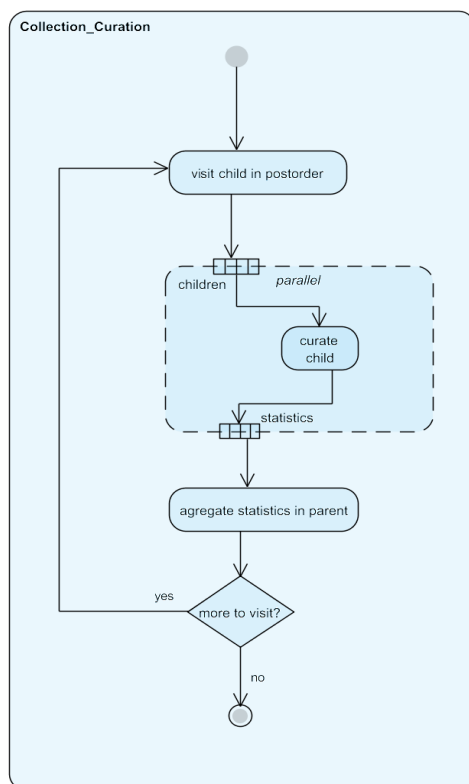 Collection_Curation
visit child in postorder
children
parallel
curate
child
statistics
agregate statistics in parent
yes
more to visit?
no